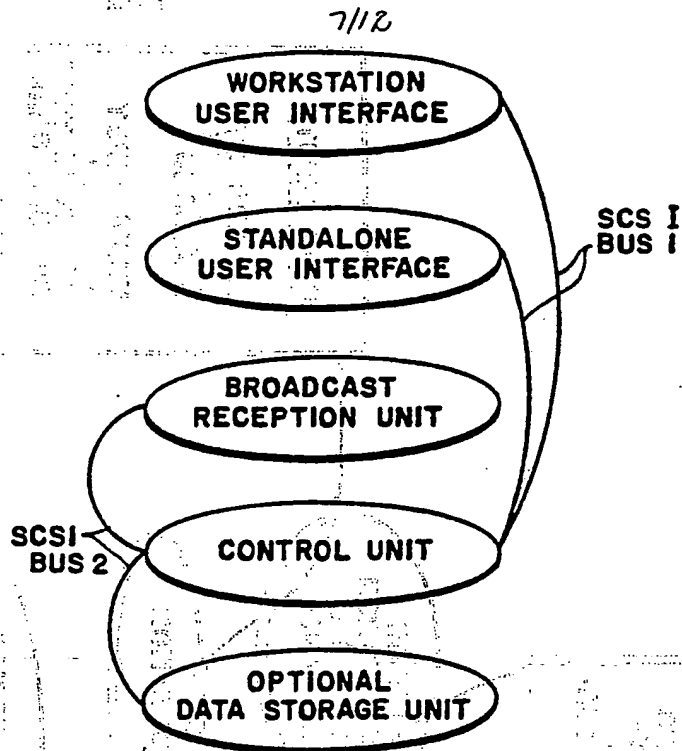 7/12
WORKSTATION
USER INTERFACE
SCSI
BUS 1
STANDALONE
USER INTERFACE
BROADCAST
RECEPTION UNIT
SCSI
BUS 2
CONTROL UNIT
OPTIONAL
DATA STORAGE UNIT